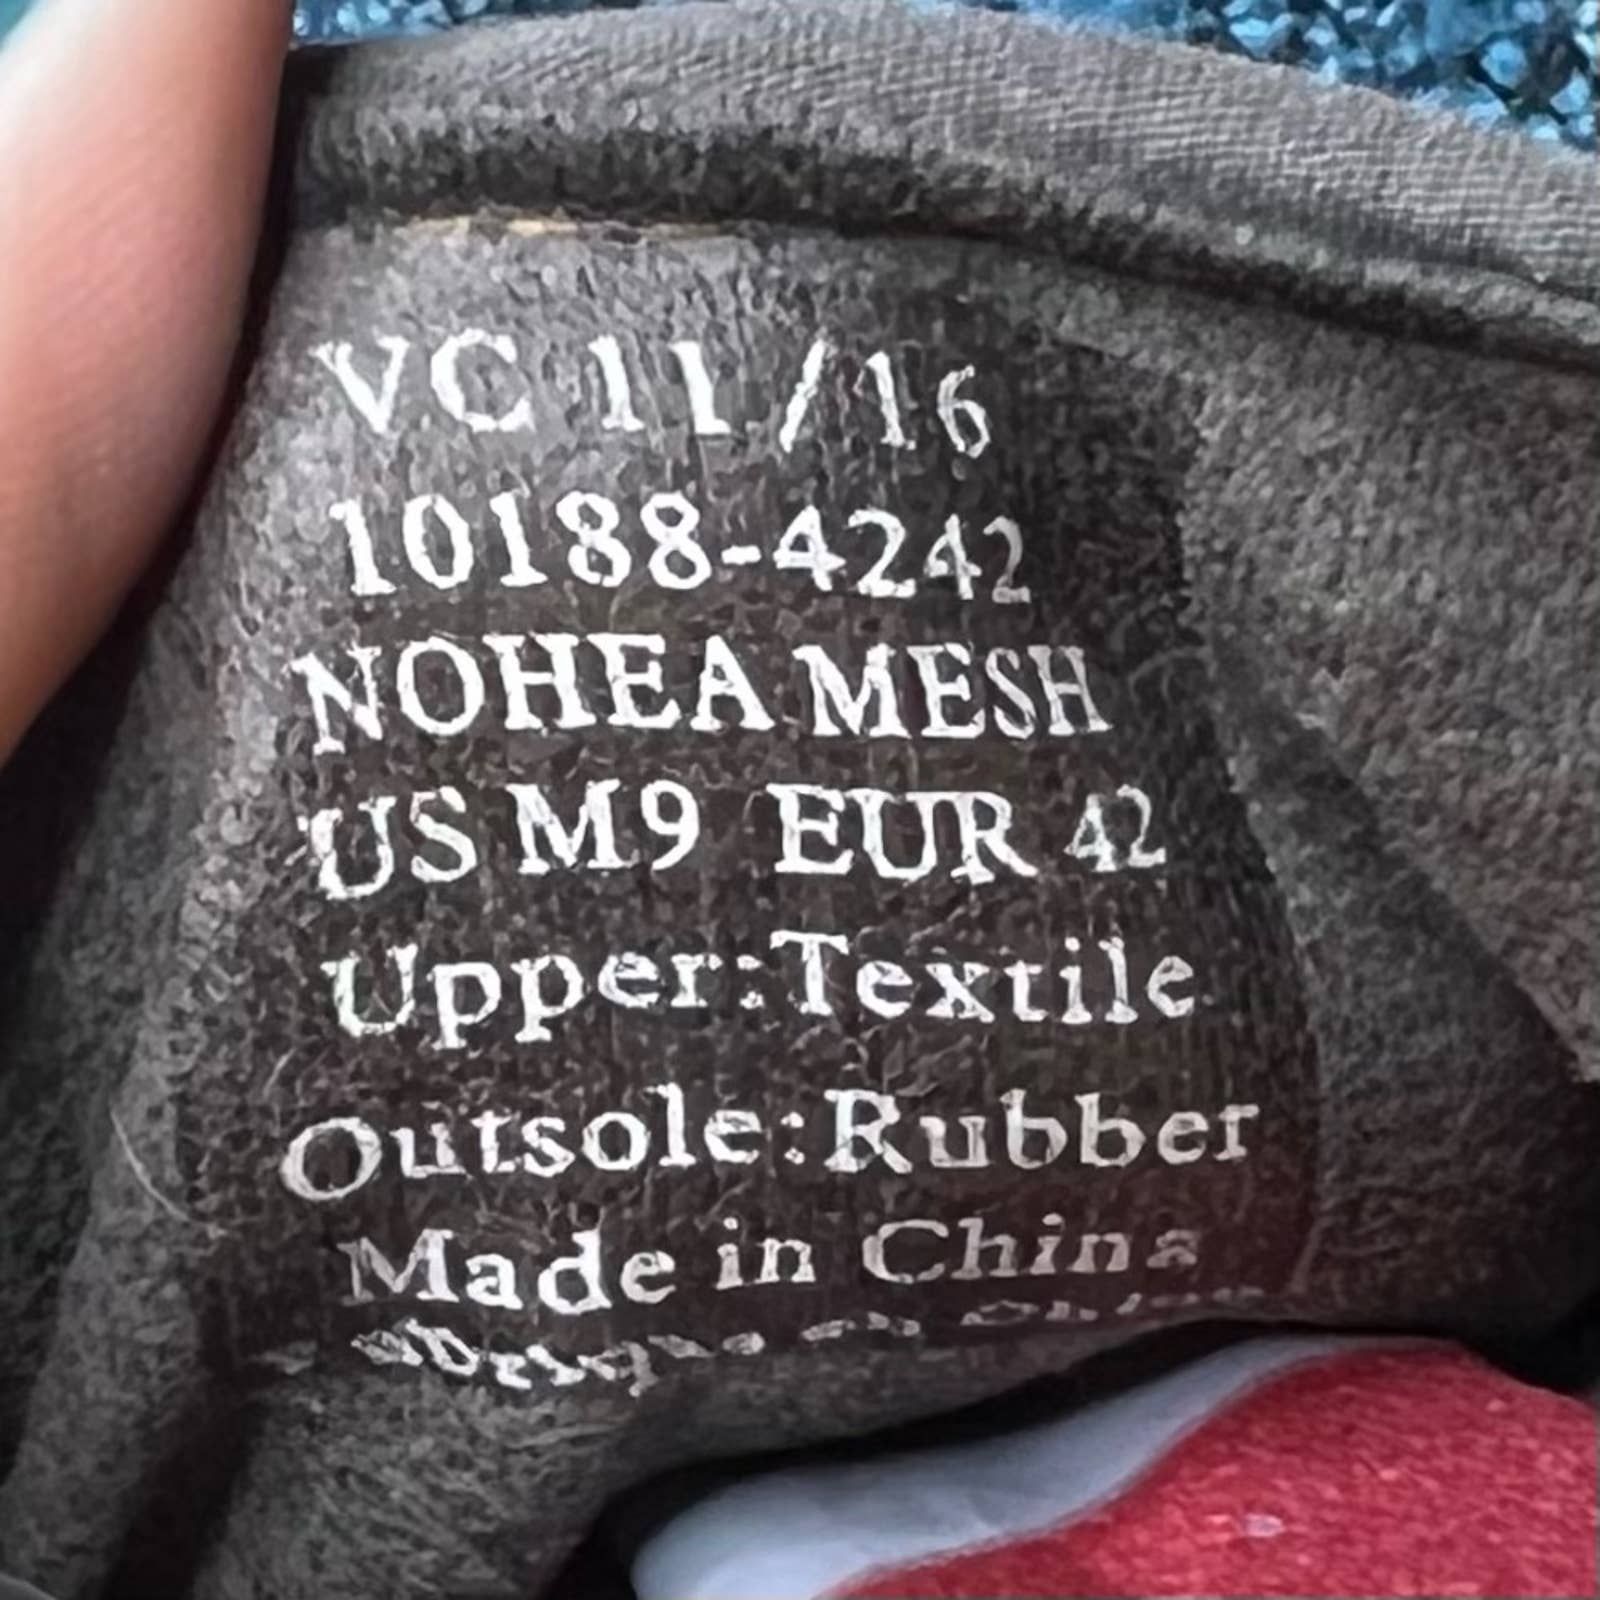 VC 11/16
10188-4242
NOHEA MESH
US M9 EUR 42
Upper:Textile
Outsole:Rubber
Made in China